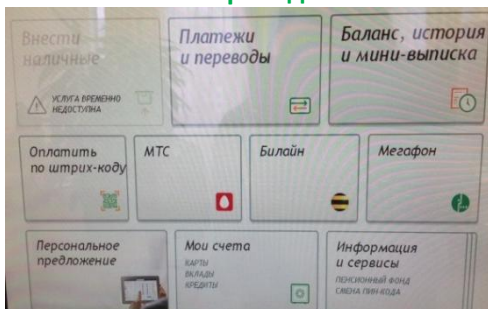 Внести
наличные
УСЛУГА ВРЕМЕННО
НЕДОСТУПНА
Платежи
и переводы
Баланс, история
и мини-выписка
Оплатить
по штрих-коду
МТС
Билайн
Мегафон
Персональное
предложение
Мои счета
КАРТЫ
ВКЛАДЫ
КРЕДИТЫ
Информация
и сервисы
ПЕНСИОННЫЙ ФОНД
СМЕНА ПИН-КОДА